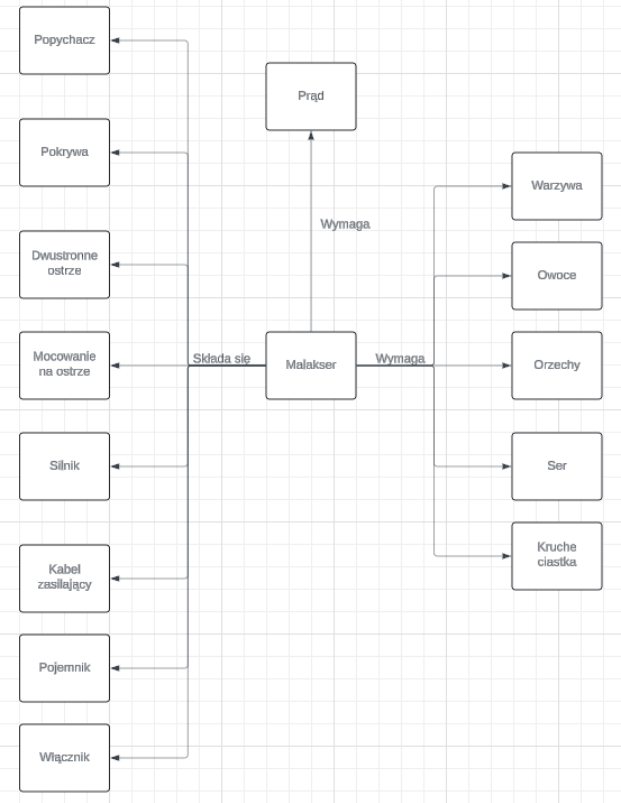 Popychacz
Prąd
Pokrywa
Warzywa
Wymaga
Dwustronne
ostrze
Owoce
Mocowanie
na ostrze
Składa się
Malakser
Wymaga
Orzechy
Silnik
Ser
Kabel
zasilający
Kruche
ciastka
Pojemnik
Włącznik